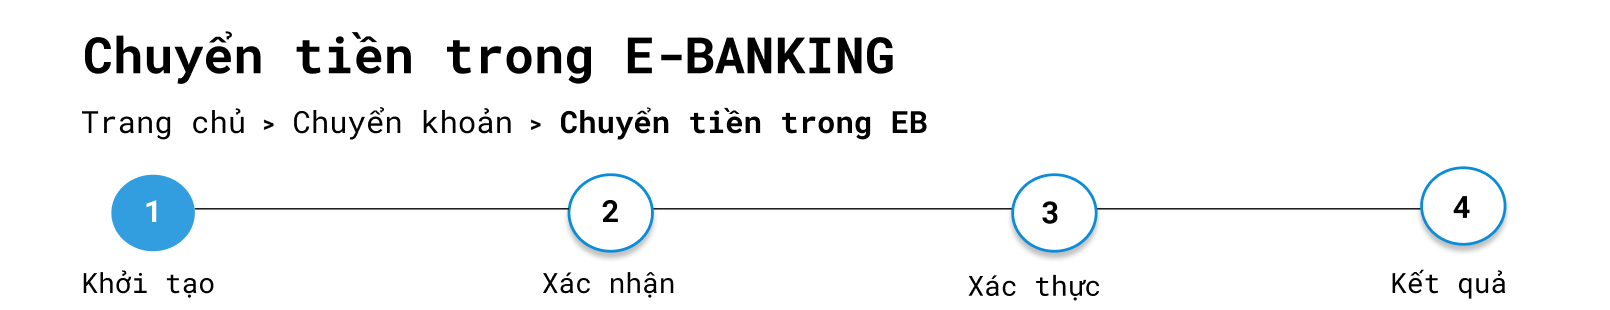 Chuyển tiền trong E-BANKING
Trang chủ > Chuyển khoản > Chuyển tiền trong EB
1 2 3 4
Khởi tạo Xác nhận Xác thực Kết quả